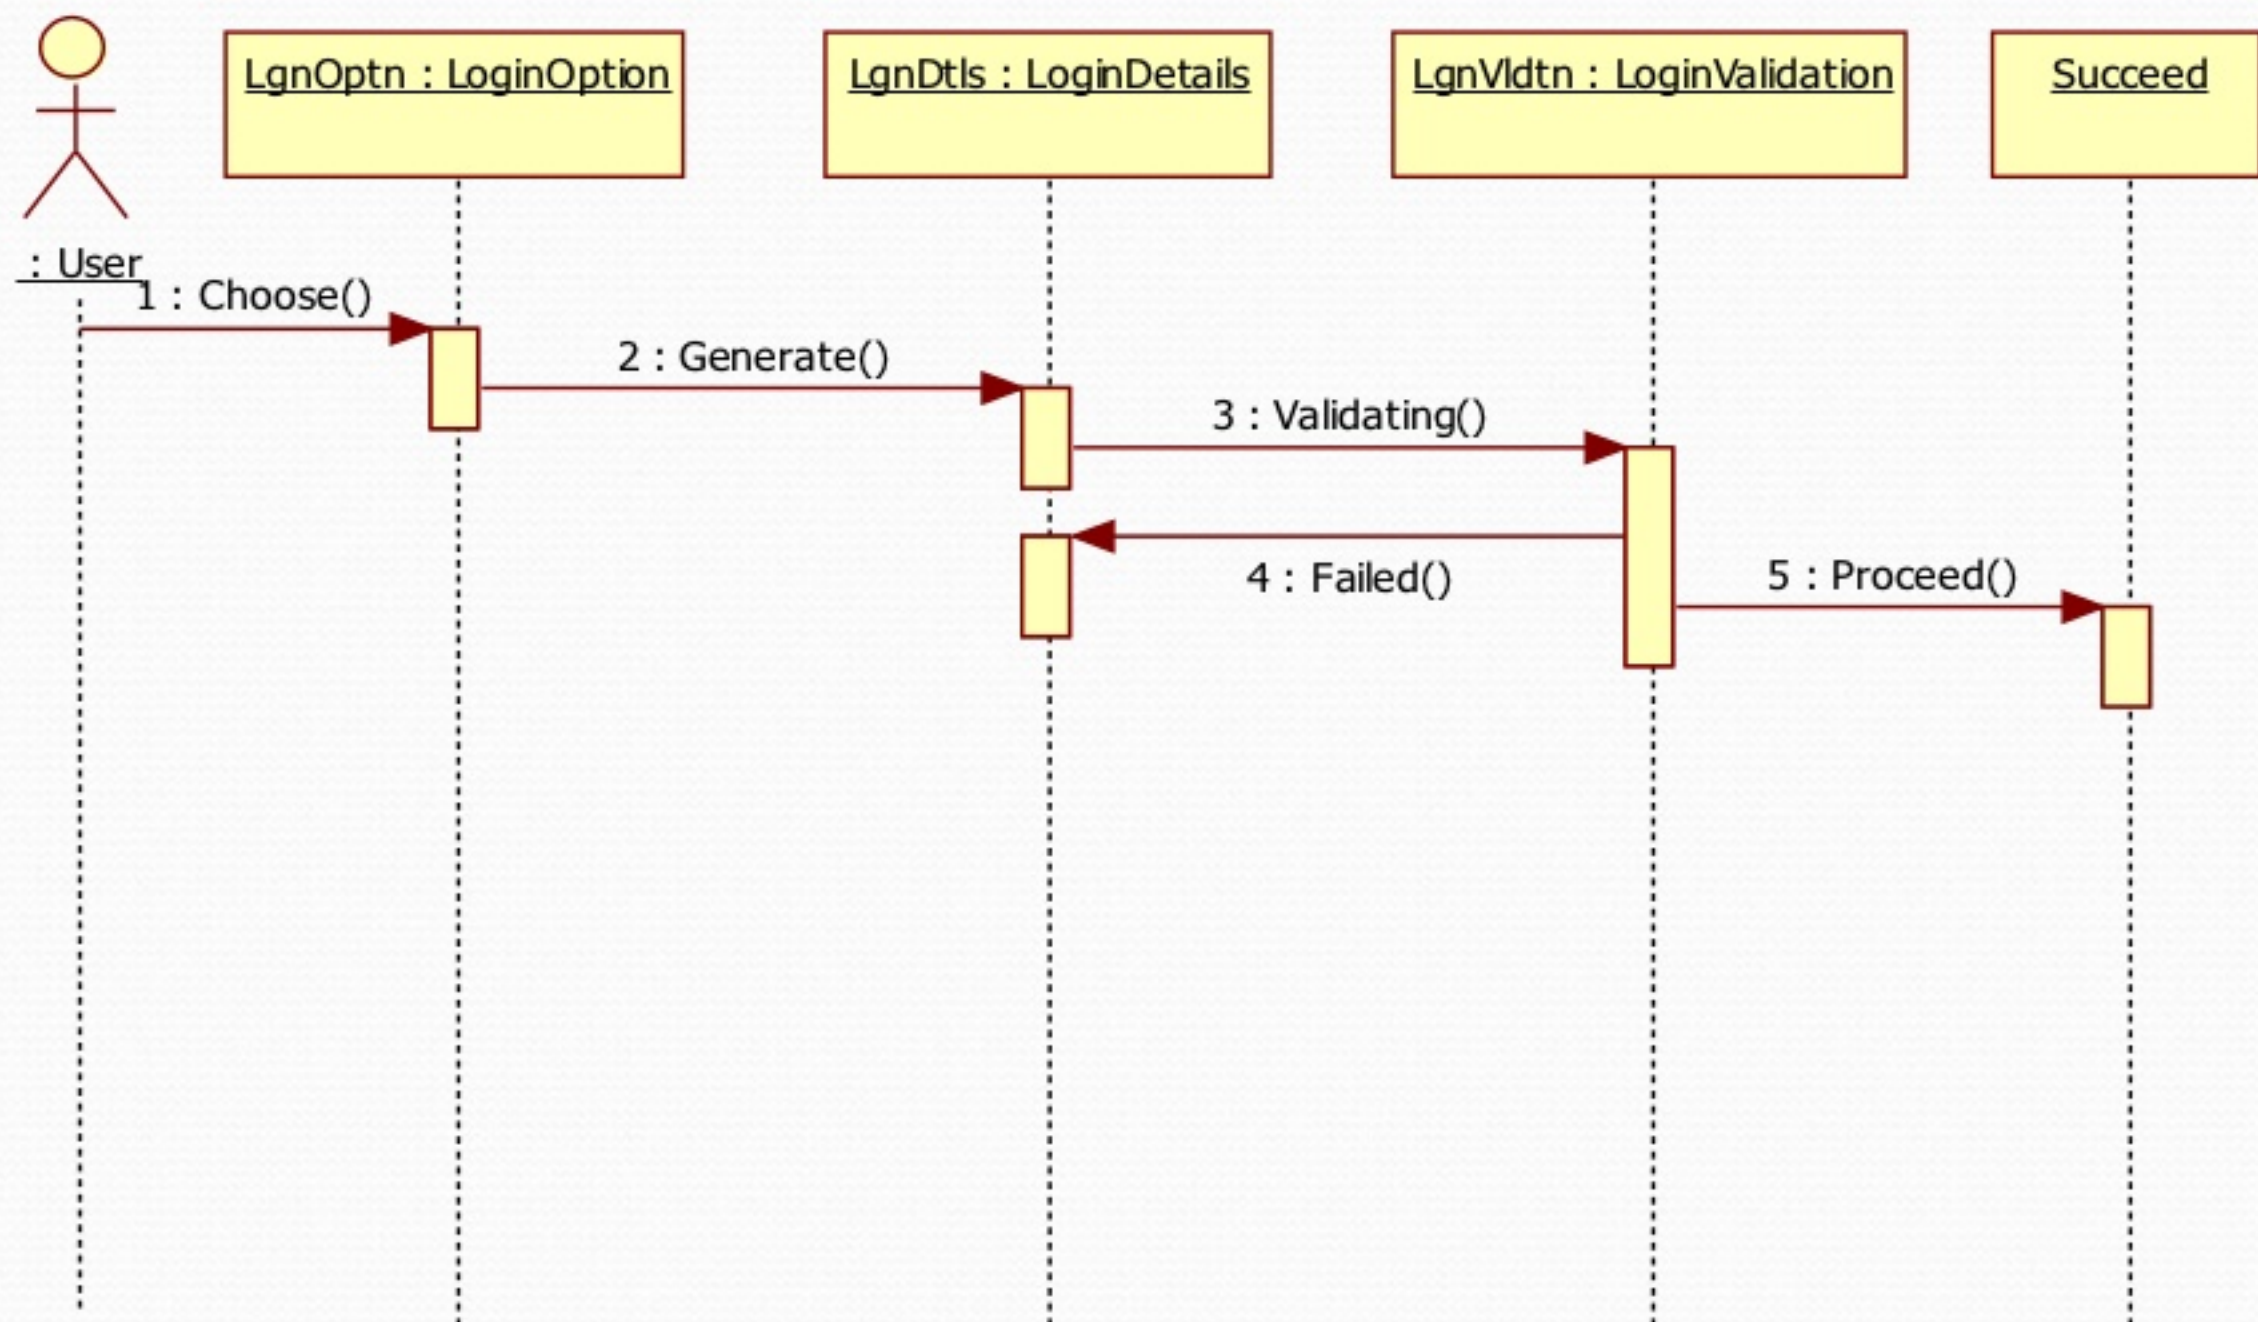 LgnOptn : LoginOption
LgnDtls : LoginDetails
LgnVldtn : LoginValidation
Succeed
: User
1 : Choose()
2 : Generate()
3 : Validating()
4 : Failed()
5 : Proceed()